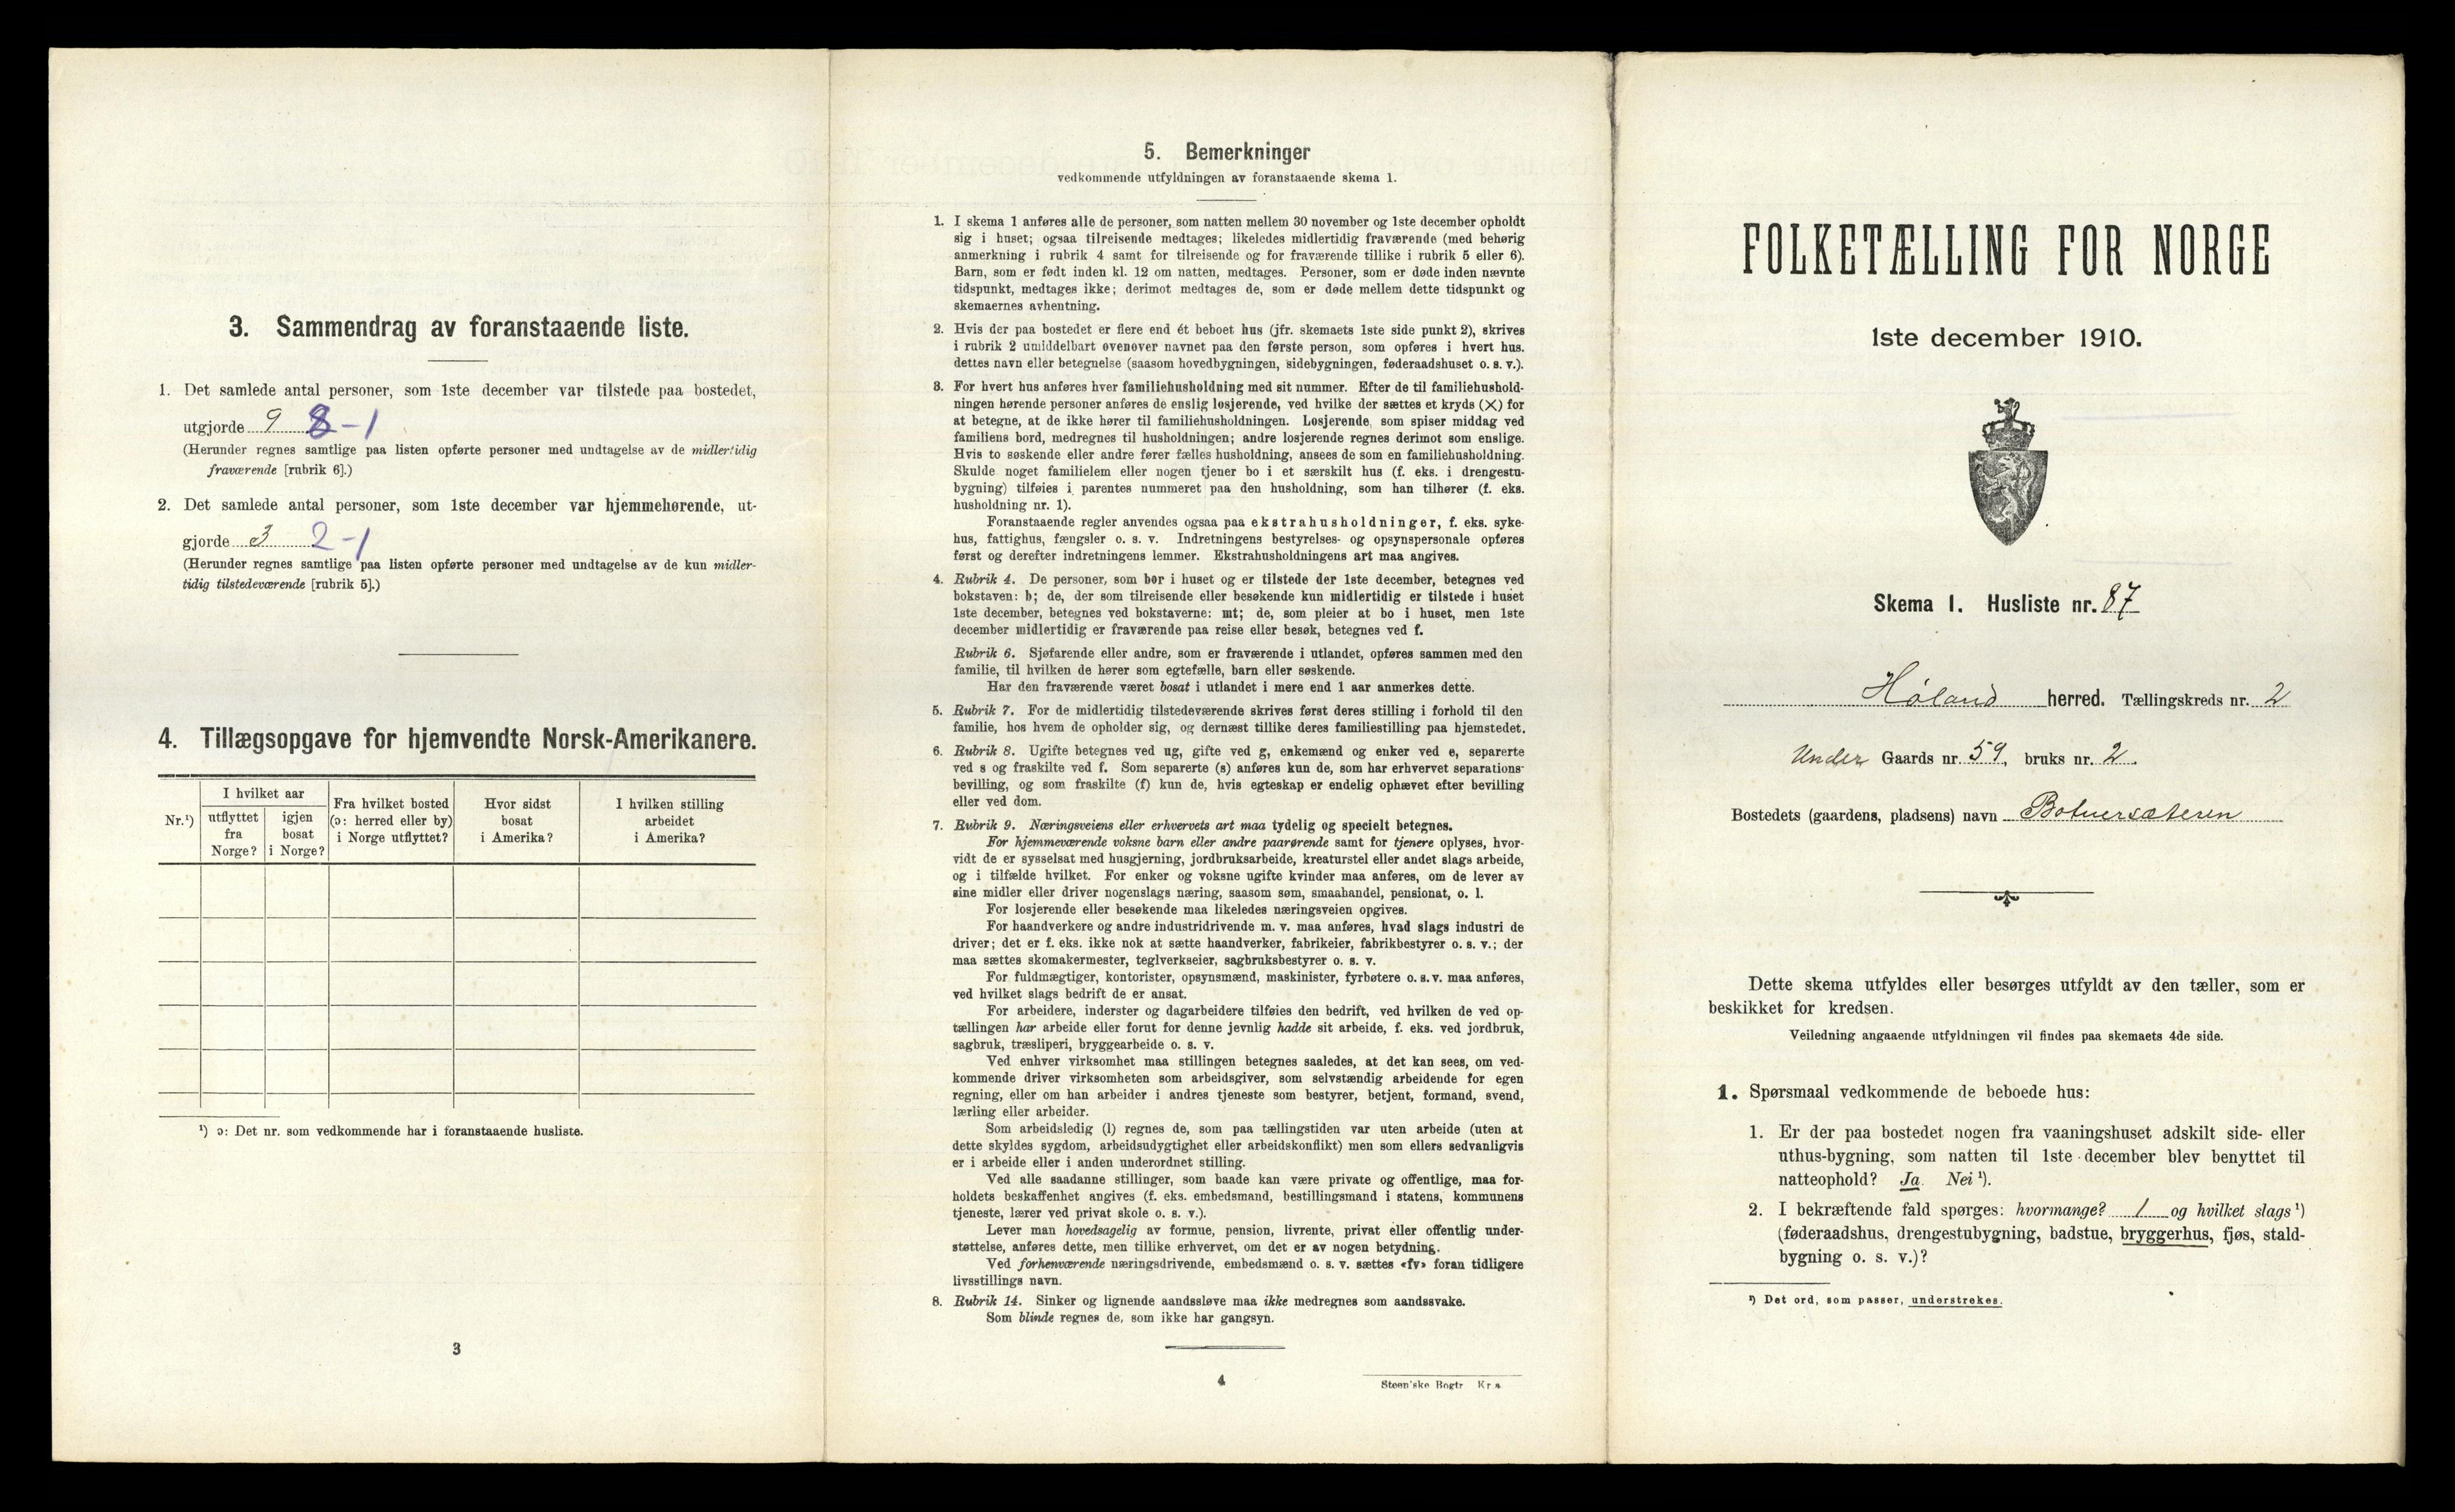 3. Sammendrag av foranstaaende liste.
1. Det samlede antal personer, som 1ste december var tilstede paa bostedet,
utgjorde 9 8-1
(Herunder regnes samtlige paa listen opførte personer med undtagelse av de midlertidig
fraværende [rubrik 6].)
2. Det samlede antal personer, som 1ste december var hjemmehørende, ut-
gjorde 3 2-1
(Herunder regnes samtlige paa listen opførte personer med undtagelse av de kun midler-
tidig tilstedeværende [rubrik 5].)
4. Tillægsopgave for hjemvendte Norsk-Amerikanere.
Nr.¹)
I hvilket aar
utflyttet
fra
Norge?
igjen
bosat
i Norge?
Fra hvilket bosted
(ɔ: herred eller by)
i Norge utflyttet?
Hvor sidst
bosat
i Amerika?
I hvilken stilling
arbeidet
i Amerika?
¹) ɔ: Det nr. som vedkommende har i foranstaaende husliste.
3
5. Bemerkninger
vedkommende utfyldningen av foranstaaende skema 1.
1. I skema 1 anføres alle de personer, som natten mellem 30 november og 1ste december opholdt
sig i huset; ogsaa tilreisende medtages; likeledes midlertidig fraværende (med behørig
anmerkning i rubrik 4 samt for tilreisende og for fraværende tillike i rubrik 5 eller 6).
Barn, som er født inden kl. 12 om natten, medtages. Personer, som er døde inden nævnte
tidspunkt, medtages ikke; derimot medtages de, som er døde mellem dette tidspunkt og
skemaernes avhentning.
2. Hvis der paa bostedet er flere end ét beboet hus (jfr. skemaets 1ste side punkt 2), skrives
i rubrik 2 umiddelbart ovenover navnet paa den første person, som opføres i hvert hus.
dettes navn eller betegnelse (saasom hovedbygningen, sidebygningen, føderaadshuset o. s. v.).
3. For hvert hus anføres hver familiehusholdning med sit nummer. Efter de til familiehushold-
ningen hørende personer anføres de enslig losjerende, ved hvilke der sættes et kryds (×) for
at betegne, at de ikke hører til familiehusholdningen. Losjerende, som spiser middag ved
familiens bord, medregnes til husholdningen; andre losjerende regnes derimot som enslige.
Hvis to søskende eller andre fører fælles husholdning, ansees de som en familiehusholdning.
Skulde noget familielem eller nogen tjener bo i et særskilt hus (f. eks. i drengestu-
bygning) tilføies i parentes nummeret paa den husholdning, som han tilhører (f. eks.
husholdning nr. 1).
Foranstaaende regler anvendes ogsaa paa ekstrahusholdninger, f. eks. syke-
hus, fattighus, fængsler o. s. v. Indretningens bestyrelses- og opsynspersonale opføres
først og derefter indretningens lemmer. Ekstrahusholdningens art maa angives.
4. Rubrik 4. De personer, som bor i huset og er tilstede der 1ste december, betegnes ved
bokstaven: b; de, der som tilreisende eller besøkende kun midlertidig er tilstede i huset
1ste december, betegnes ved bokstaverne: mt; de, som pleier at bo i huset, men 1ste
december midlertidig er fraværende paa reise eller besøk, betegnes ved f.
Rubrik 6. Sjøfarende eller andre, som er fraværende i utlandet, opføres sammen med den
familie, til hvilken de hører som egtefælle, barn eller søskende.
Har den fraværende været bosat i utlandet i mere end 1 aar anmerkes dette.
5. Rubrik 7. For de midlertidig tilstedeværende skrives først deres stilling i forhold til den
familie, hos hvem de opholder sig, og dernæst tillike deres familiestilling paa hjemstedet.
6. Rubrik 8. Ugifte betegnes ved ug, gifte ved g, enkemænd og enker ved e, separerte
ved s og fraskilte ved f. Som separerte (s) anføres kun de, som har erhvervet separations-
bevilling, og som fraskilte (f) kun de, hvis egteskap er endelig ophævet efter bevilling
eller ved dom.
7. Rubrik 9. Næringsveiens eller erhvervets art maa tydelig og specielt betegnes.
For hjemmeværende voksne barn eller andre paarørende samt for tjenere oplyses, hvor-
vidt de er sysselsat med husgjerning, jordbruksarbeide, kreaturstel eller andet slags arbeide,
og i tilfælde hvilket. For enker og voksne ugifte kvinder maa anføres, om de lever av
sine midler eller driver nogenslags næring, saasom søm, smaahandel, pensionat, o. l.
For losjerende eller besøkende maa likeledes næringsveien opgives.
For haandverkere og andre industridrivende m. v. maa anføres, hvad slags industri de
driver; det er f. eks. ikke nok at sætte haandverker, fabrikeier, fabrikbestyrer o. s. v.; der
maa sættes skomakermester, teglverkseier, sagbruksbestyrer o. s. v.
For fuldmægtiger, kontorister, opsynsmænd, maskinister, fyrbøtere o. s. v. maa anføres,
ved hvilket slags bedrift de er ansat.
For arbeidere, inderster og dagarbeidere tilføies den bedrift, ved hvilken de ved op-
tællingen har arbeide eller forut for denne jevnlig hadde sit arbeide, f. eks. ved jordbruk,
sagbruk, træsliperi, bryggearbeide o. s. v.
Ved enhver virksomhet maa stillingen betegnes saaledes, at det kan sees, om ved-
kommende driver virksomheten som arbeidsgiver, som selvstændig arbeidende for egen
regning, eller om han arbeider i andres tjeneste som bestyrer, betjent, formand, svend,
lærling eller arbeider.
Som arbeidsledig (l) regnes de, som paa tællingstiden var uten arbeide (uten at
dette skyldes sygdom, arbeidsudygtighet eller arbeidskonflikt) men som ellers sedvanligvis
er i arbeide eller i anden underordnet stilling.
Ved alle saadanne stillinger, som baade kan være private og offentlige, maa for-
holdets beskaffenhet angives (f. eks. embedsmand, bestillingsmand i statens, kommunens
tjeneste, lærer ved privat skole o. s. v.).
Lever man hovedsagelig av formue, pension, livrente, privat eller offentlig under-
støttelse, anføres dette, men tillike erhvervet, om det er av nogen betydning.
Ved forhenværende næringsdrivende, embedsmænd o. s. v. sættes «fv» foran tidligere
livsstillings navn.
8. Rubrik 14. Sinker og lignende aandssløve maa ikke medregnes som aandssvake.
Som blinde regnes de, som ikke har gangsyn.
4
Steen'ske Bogtr Kr.a
FOLKETÆLLING FOR NORGE
1ste december 1910.
Skema 1. Husliste nr. 87
Høland herred. Tællingskreds nr. 2
Under Gaards nr. 59, bruks nr. 2.
Bostedets (gaardens, pladsens) navn Botnersæteren
Dette skema utfyldes eller besørges utfyldt av den tæller, som er
beskikket for kredsen.
Veiledning angaaende utfyldningen vil findes paa skemaets 4de side.
1. Spørsmaal vedkommende de beboede hus:
1. Er der paa bostedet nogen fra vaaningshuset adskilt side- eller
uthus-bygning, som natten til 1ste december blev benyttet til
natteophold? Ja. Nei ¹).
2. I bekræftende fald spørges: hvormange? 1 og hvilket slags ¹)
(føderaadshus, drengestubygning, badstue, bryggerhus, fjøs, stald-
bygning o. s. v.)?
¹) Det ord, som passer, understrekes.